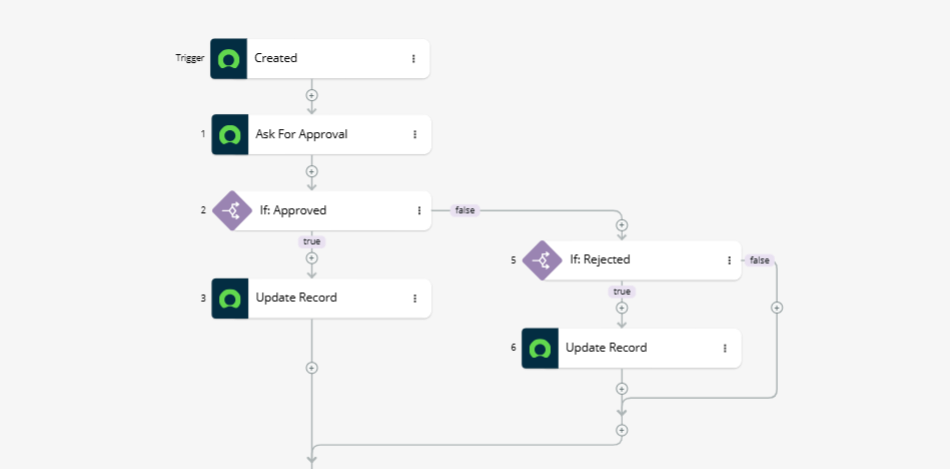 Trigger
Created
1
Ask For Approval
2
If: Approved
false
true
5
If: Rejected
false
true
3
Update Record
6
Update Record